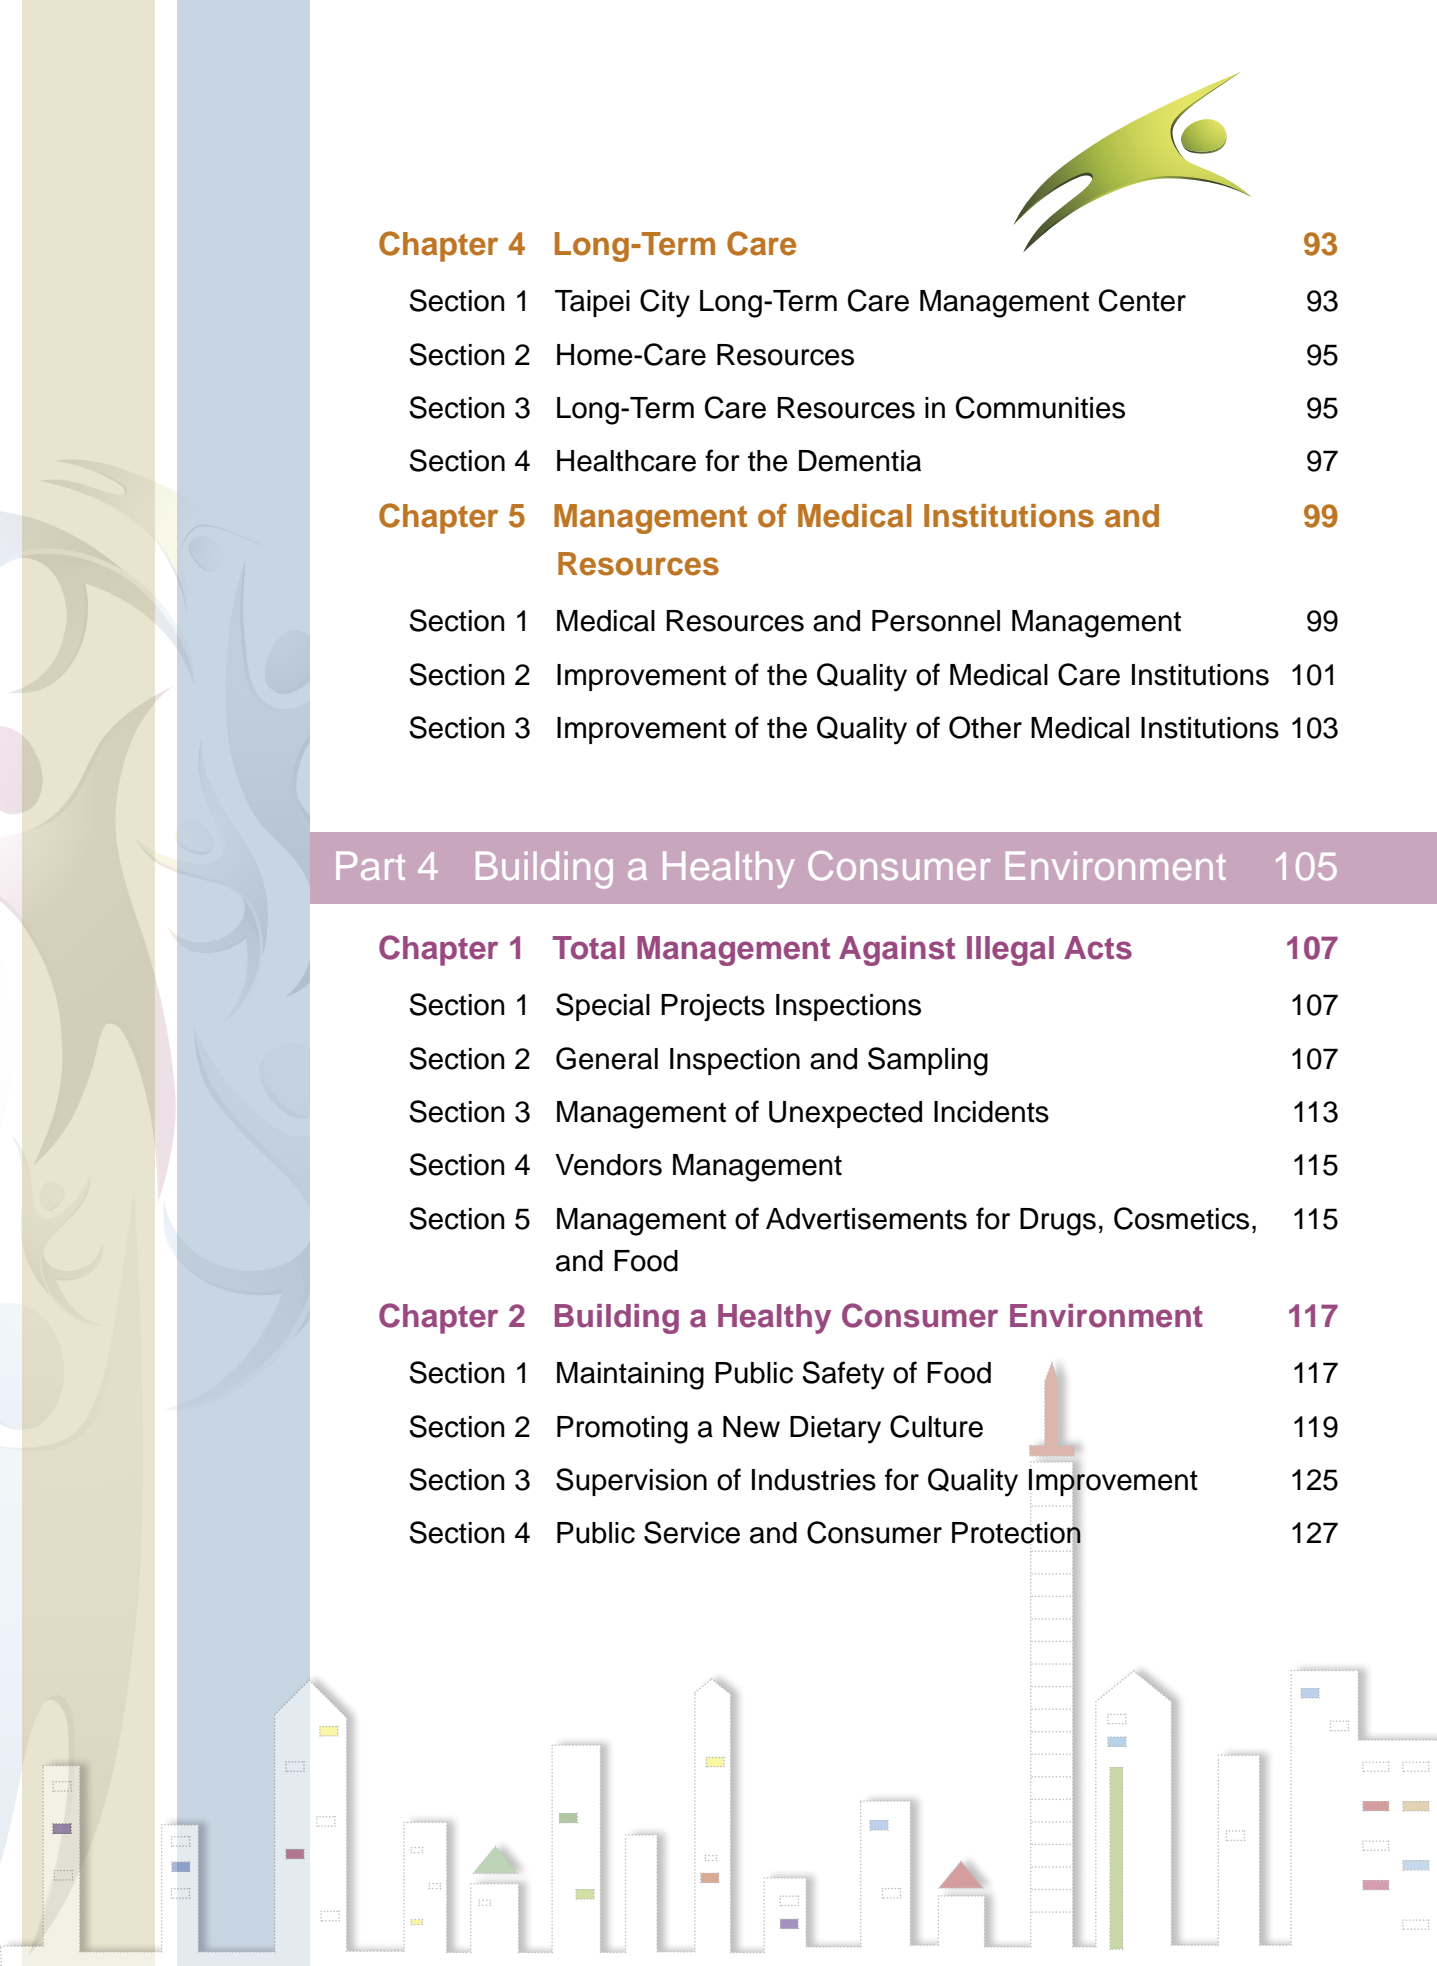 Chapter 4 Long-Term Care 93
Section 1 Taipei City Long-Term Care Management Center 93
Section 2 Home-Care Resources 95
Section 3 Long-Term Care Resources in Communities 95
Section 4 Healthcare for the Dementia 97
Chapter 5 Management of Medical Institutions and 99
Resources
Section 1 Medical Resources and Personnel Management 99
Section 2 Improvement of the Quality of Medical Care Institutions 101
Section 3 Improvement of the Quality of Other Medical Institutions 103
Part 4 Building a Healthy Consumer Environment 105
Chapter 1 Total Management Against Illegal Acts 107
Section 1 Special Projects Inspections 107
Section 2 General Inspection and Sampling 107
Section 3 Management of Unexpected Incidents 113
Section 4 Vendors Management 115
Section 5 Management of Advertisements for Drugs, Cosmetics, 115
and Food
Chapter 2 Building a Healthy Consumer Environment 117
Section 1 Maintaining Public Safety of Food 117
Section 2 Promoting a New Dietary Culture 119
Section 3 Supervision of Industries for Quality Improvement 125
Section 4 Public Service and Consumer Protection 127